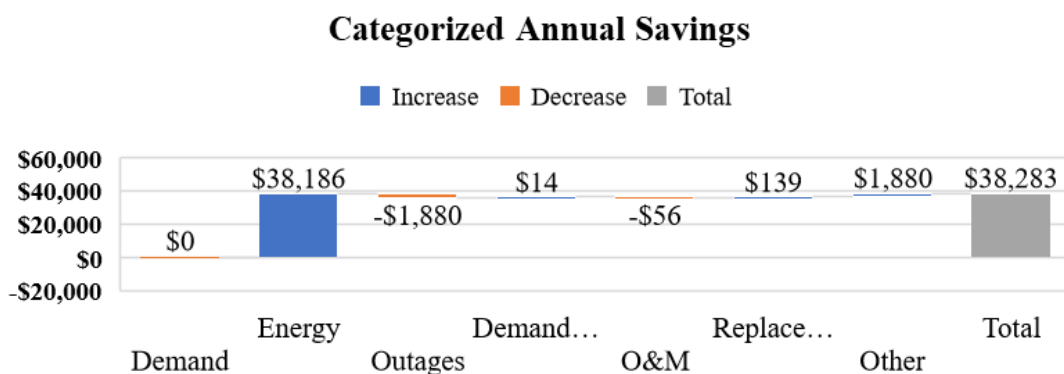 Categorized Annual Savings
Increase Decrease Total
$60,000
$40,000
$20,000
$0
-$20,000
$0
$38,186
-$1,880
$14
-$56
$139
$1,880
$38,283
Demand
Energy
Outages
Demand…
O&M
Replace…
Other
Total